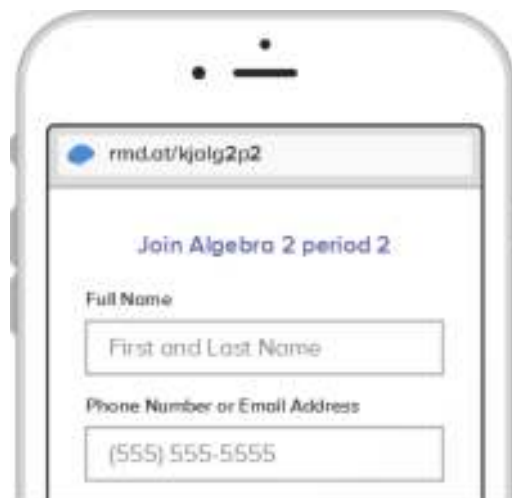 rmd.at/kjalg2p2
Join Algebra 2 period 2
Full Name
First and Last Name
Phone Number or Email Address
(555) 555-5555